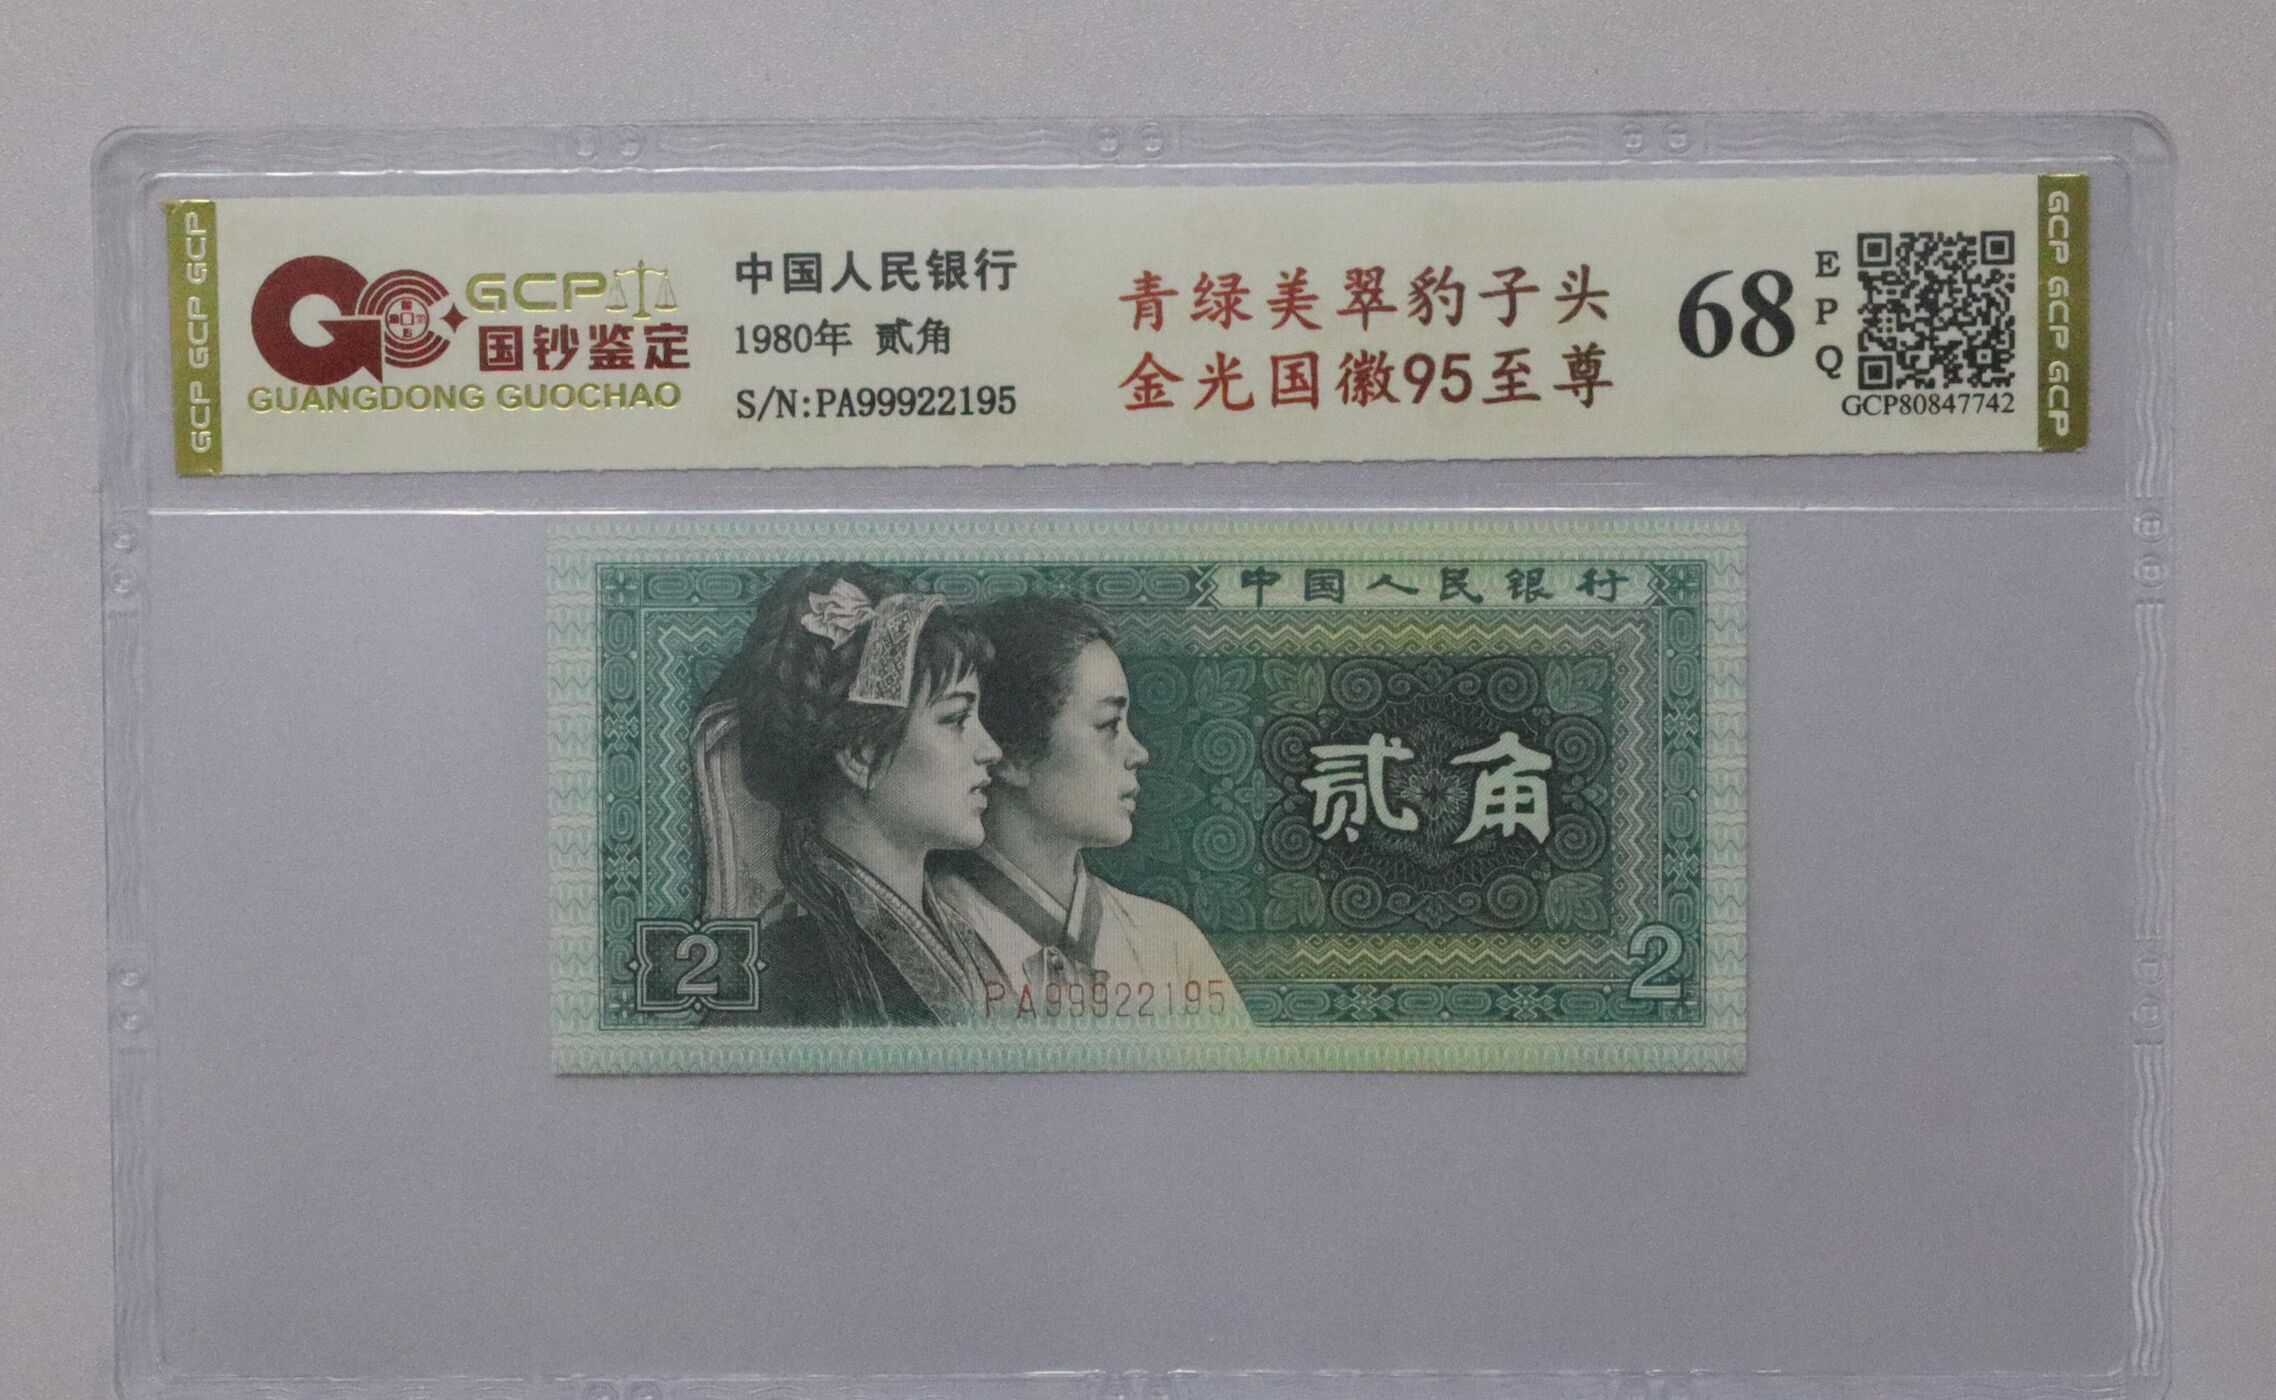 GCP GCP GCP
GCP
国钞鉴定
GUANGDONG GUOCHAO
中国人民银行
1980年 贰角
S/N:PA99922195
青绿美翠豹子头
金光国徽95至尊
68
EPQ
GCP80847742
GCP GCP GCP
中国人民银行
贰角
2
PA99922195
2